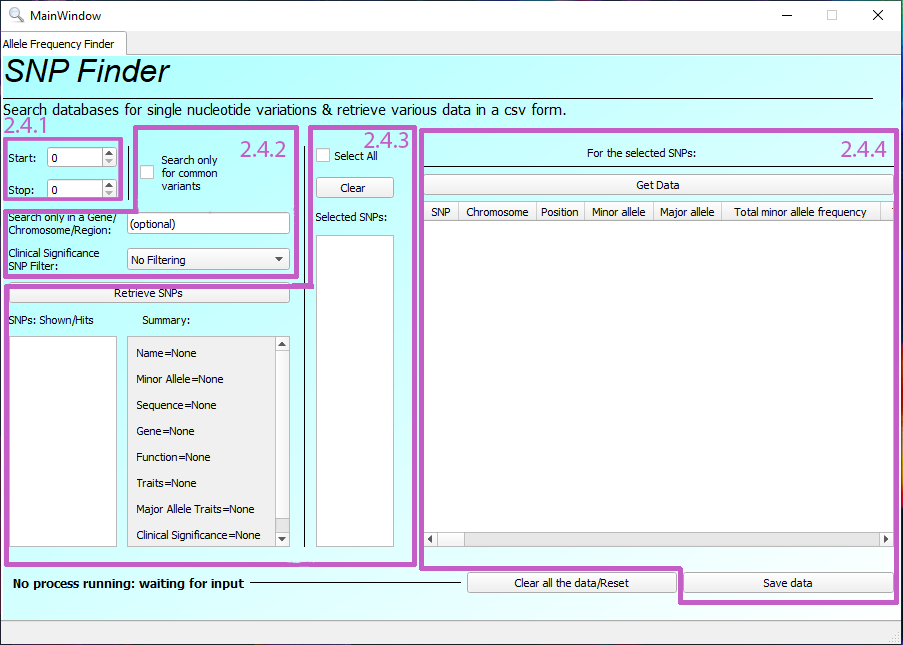 MainWindow
Allele Frequency Finder
SNP Finder
Search databases for single nucleotide variations & retrieve various data in a csv form.
2.4.1
Start: 0
Stop: 0
2.4.2
Search only
for common
variants
Search only in a Gene/
Chromosome/Region:
(optional)
Clinical Significance
SNP Filter:
No Filtering
Retrieve SNPs
SNPs: Shown/Hits
Summary:
Name=None
Minor Allele=None
Sequence=None
Gene=None
Function=None
Traits=None
Major Allele Traits=None
Clinical Significance=None
2.4.3
Select All
Clear
Selected SNPs:
2.4.4
For the selected SNPs:
Get Data
SNP Chromosome Position Minor allele Major allele Total minor allele frequency
No process running: waiting for input
Clear all the data/Reset
Save data